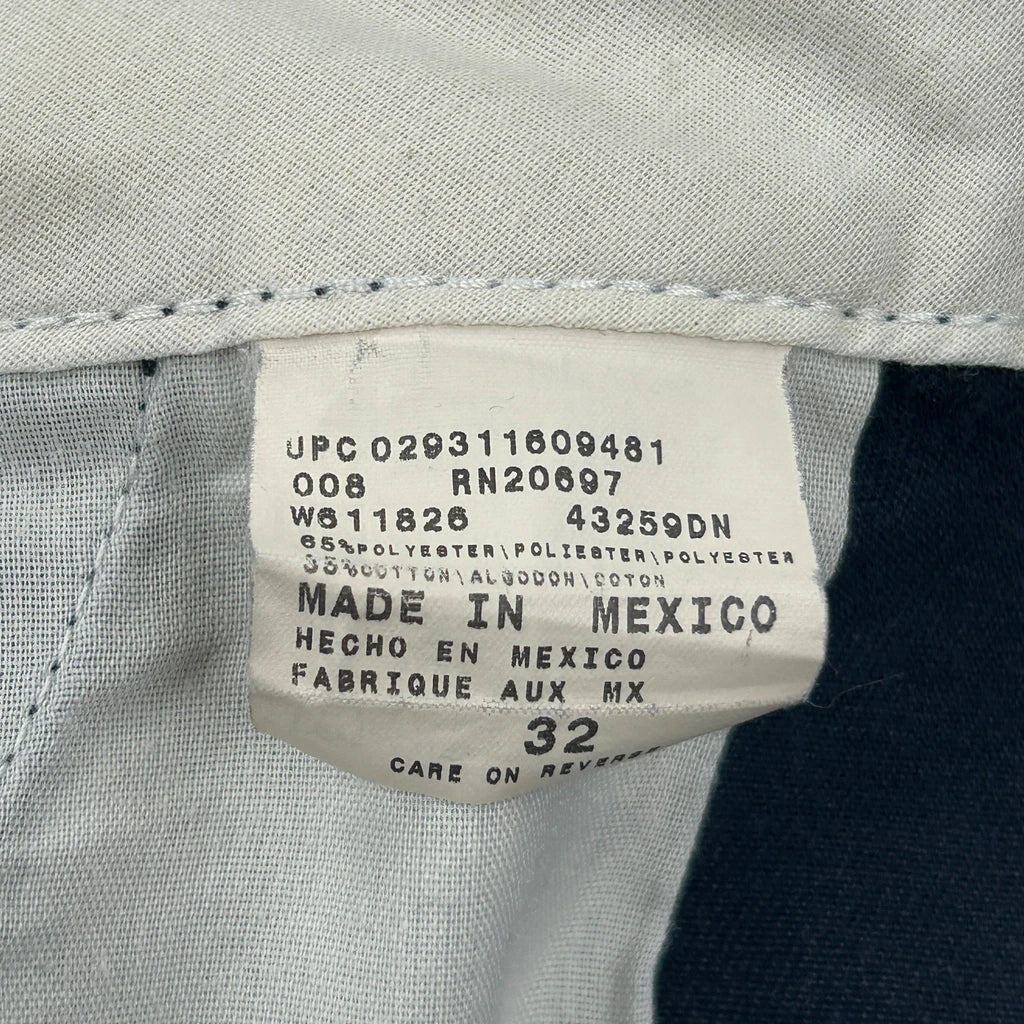 UPC 029311609481
008 RN20697
W611826 43259DN
65%POLYESTER\POLIESTER\POLYESTER
35%COTTON\ALGODON\COTON
MADE IN MEXICO
HECHO EN MEXICO
FABRIQUE AUX MX
32
CARE ON REVERSE